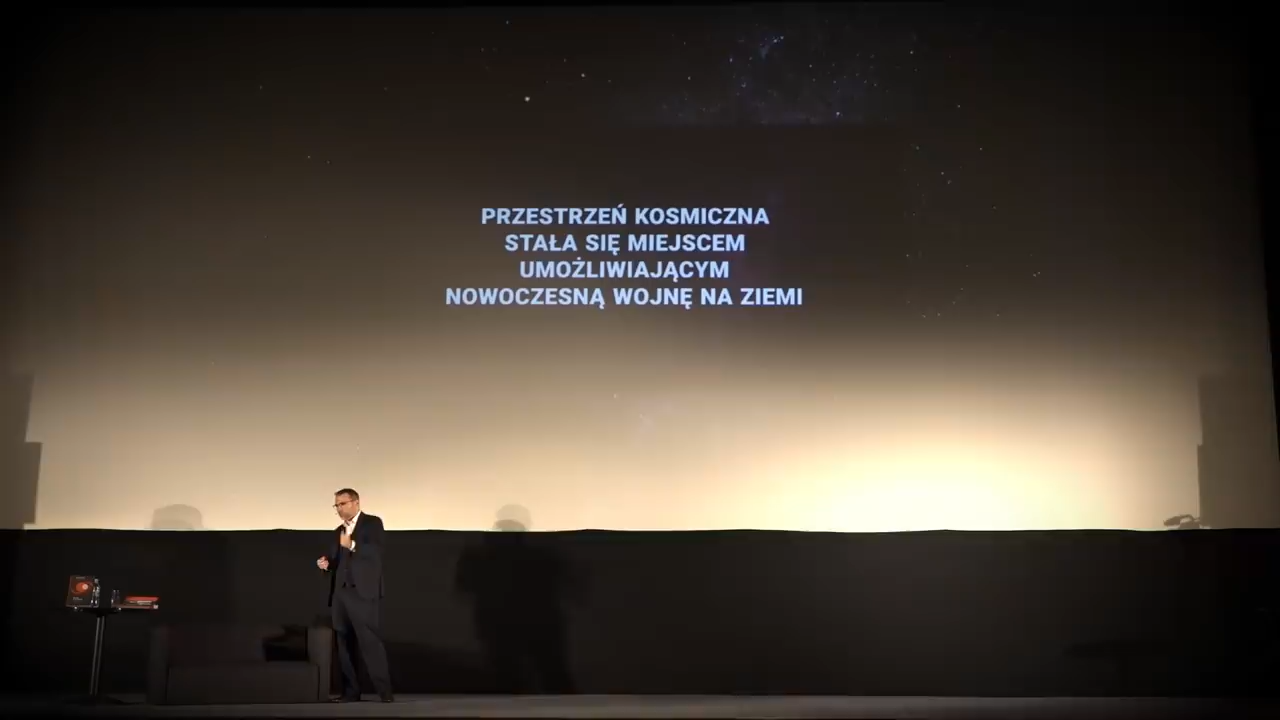 PRZESTRZEŃ KOSMICZNA
STAŁA SIĘ MIEJSCEM
UMOŻLIWIAJĄCYM
NOWOCZESNĄ WOJNĘ NA ZIEMI